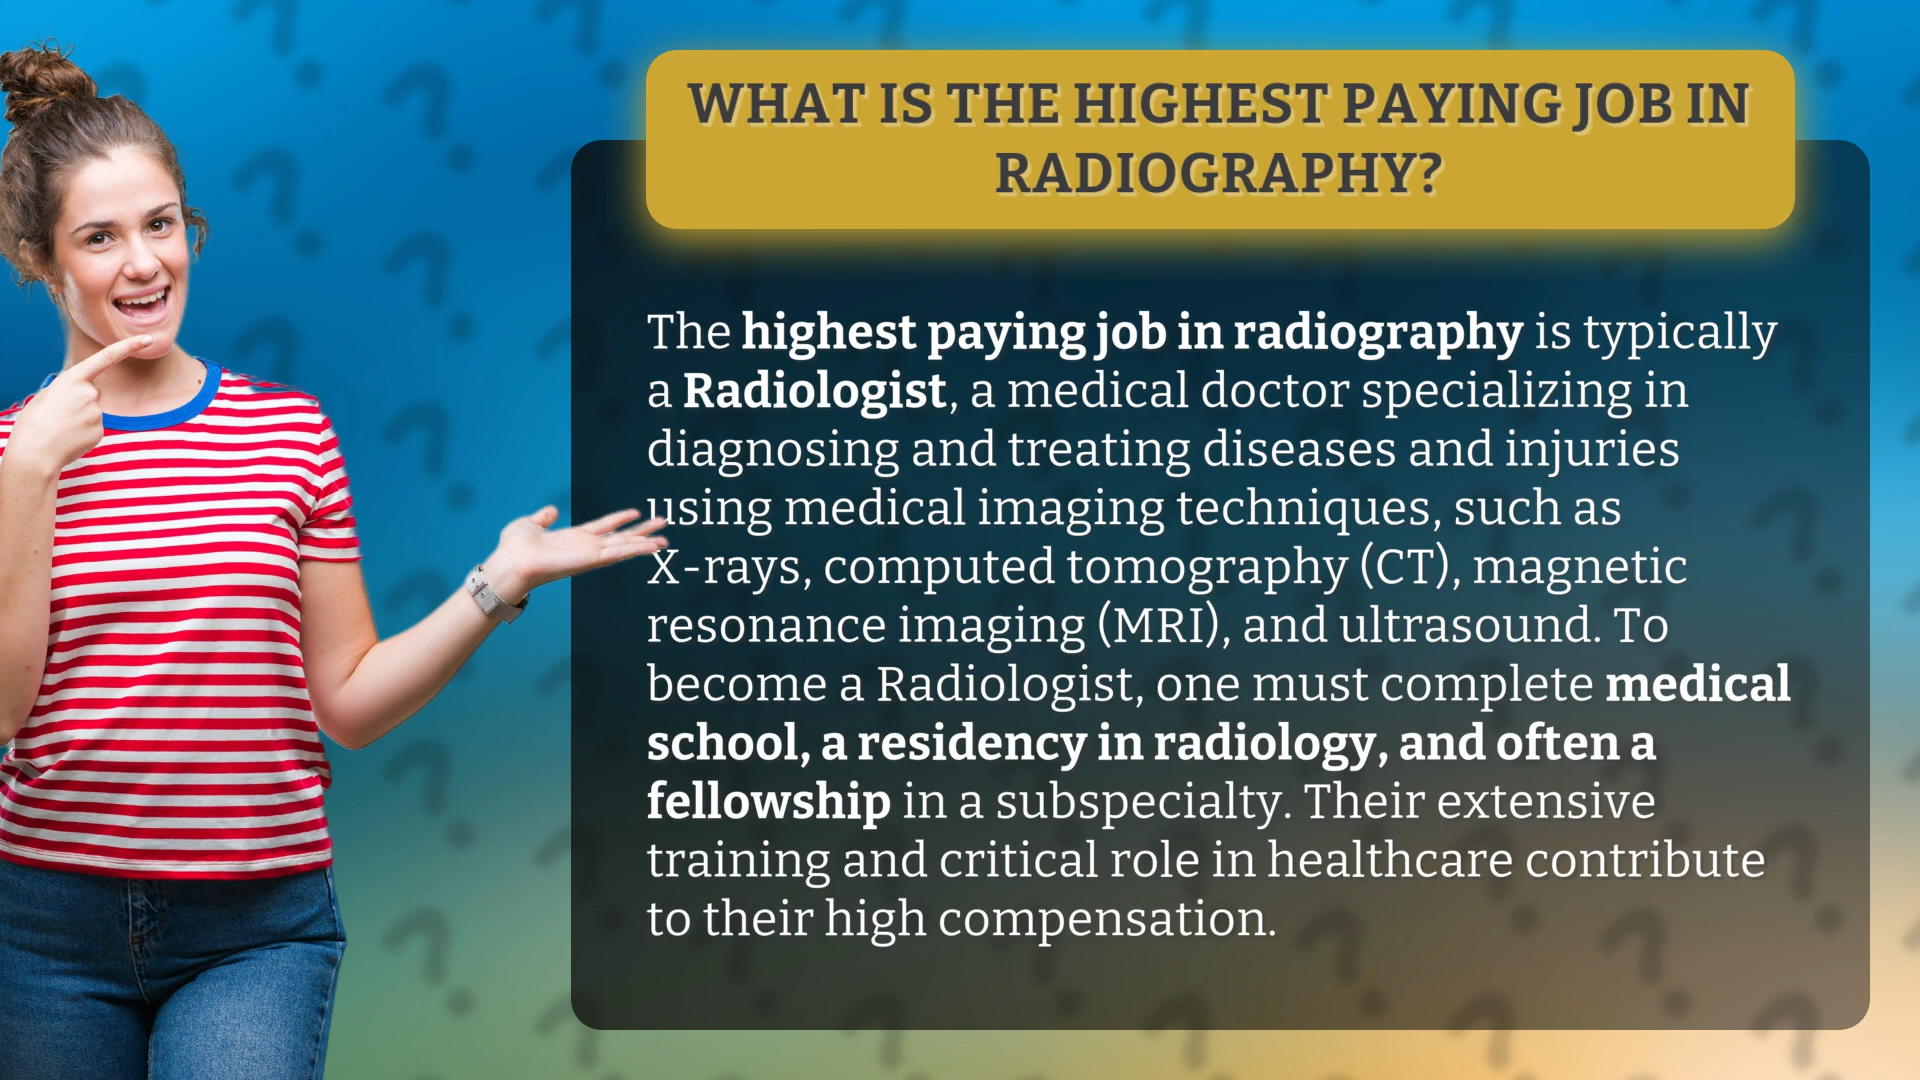 WHAT IS THE HIGHEST PAYING JOB IN
RADIOGRAPHY?
The highest paying job in radiography is typically
a Radiologist, a medical doctor specializing in
diagnosing and treating diseases and injuries
using medical imaging techniques, such as
X-rays, computed tomography (CT), magnetic
resonance imaging (MRI), and ultrasound. To
become a Radiologist, one must complete medical
school, a residency in radiology, and often a
fellowship in a subspecialty. Their extensive
training and critical role in healthcare contribute
to their high compensation.